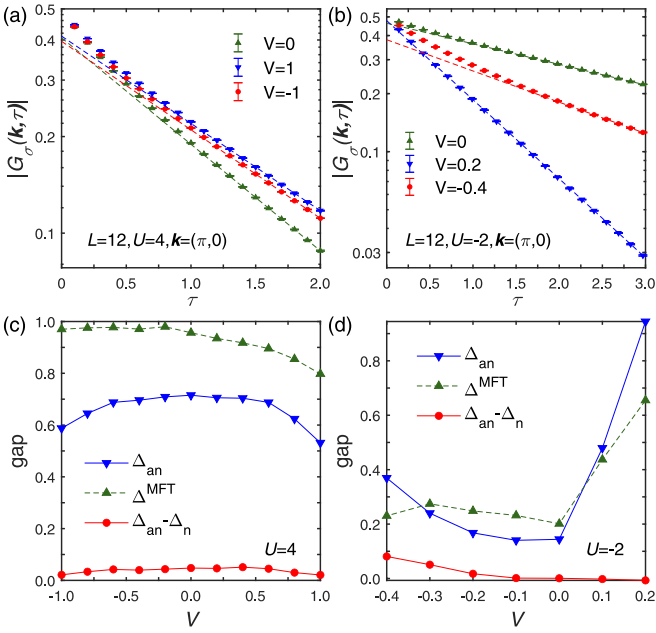 (a)
|G_σ(k,τ)|
0.5
0.4
0.3
0.2
0.1
V=0
V=1
V=-1
L=12,U=4,k=(π,0)
0 0.5 1.0 1.5 2.0
τ
(b)
|G_σ(k,τ)|
0.5
0.3
0.2
0.1
0.03
V=0
V=0.2
V=-0.4
L=12,U=-2,k=(π,0)
0 0.5 1.0 1.5 2.0 2.5 3.0
τ
(c)
gap
1.0
0.8
0.6
0.4
0.2
0.0
Δ_an
Δ^MFT
Δ_an-Δ_n
U=4
-1.0 -0.5 0.0 0.5 1.0
V
(d)
gap
0.8
0.6
0.4
0.2
0.0
Δ_an
Δ^MFT
Δ_an-Δ_n
U=-2
-0.4 -0.3 -0.2 -0.1 0.0 0.1 0.2
V